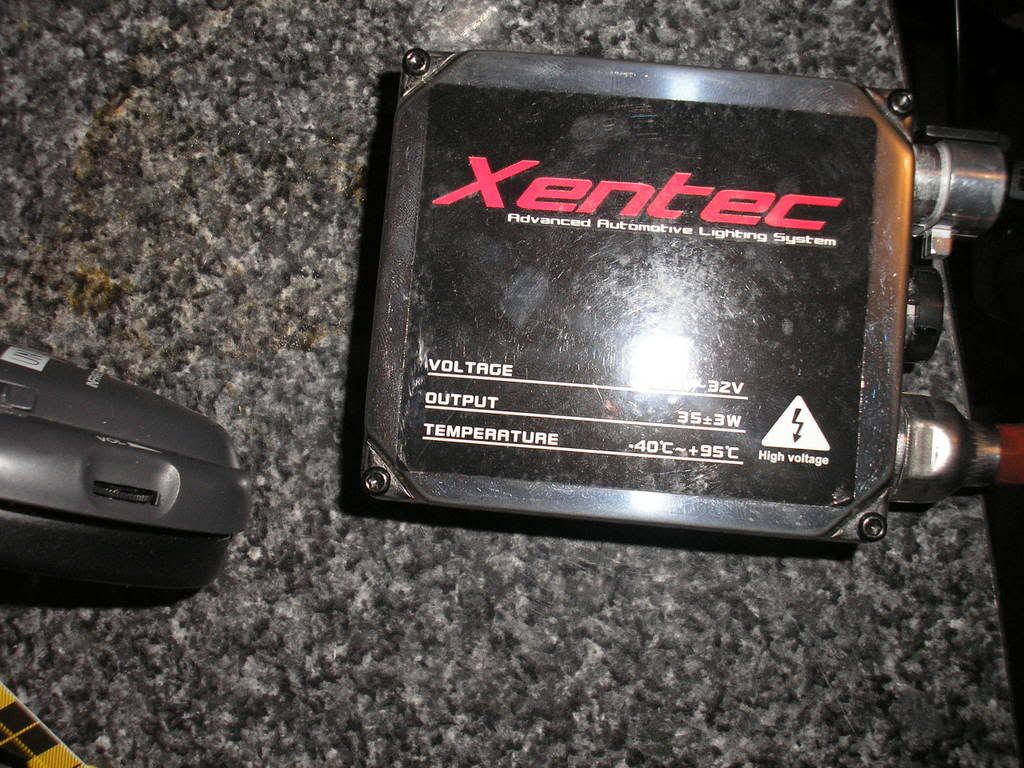 Xentec
Advanced Automotive Lighting System
VOLTAGE ~32V
OUTPUT 35±3W
TEMPERATURE -40℃~+95℃
High voltage